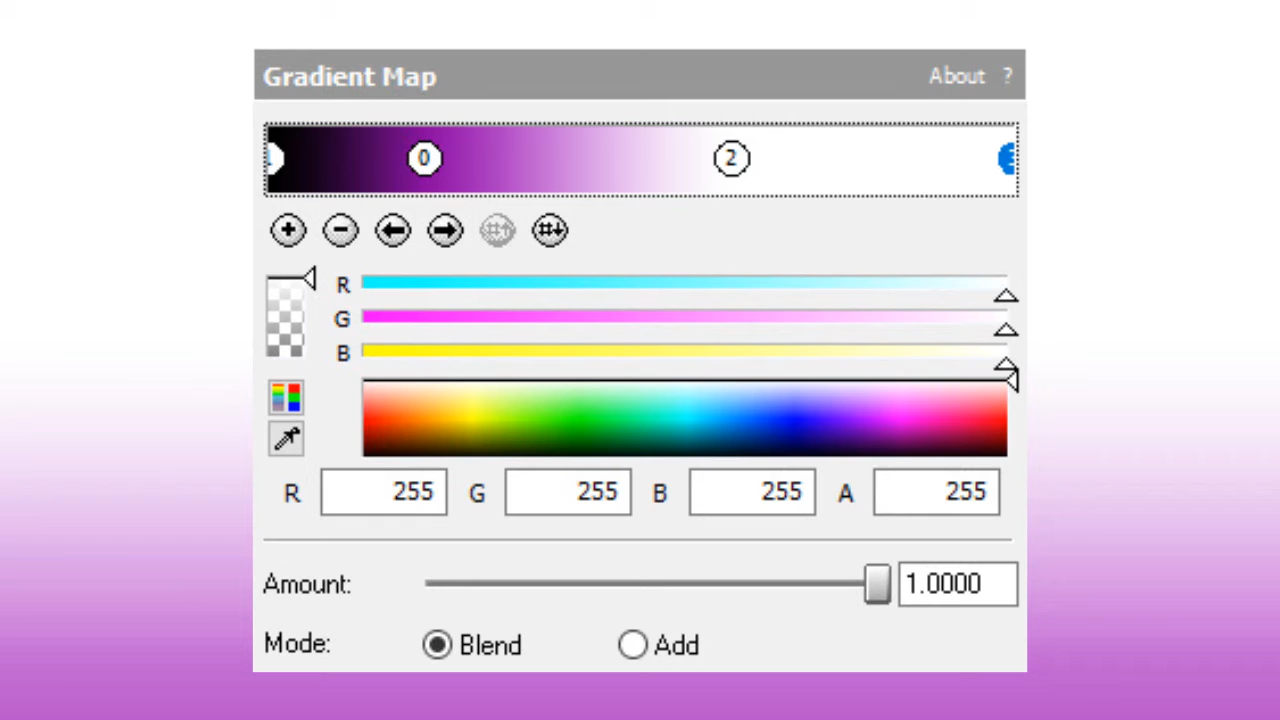 Gradient Map About ?
0 2
R
G
B
R 255 G 255 B 255 A 255
Amount: 1.0000
Mode: Blend Add